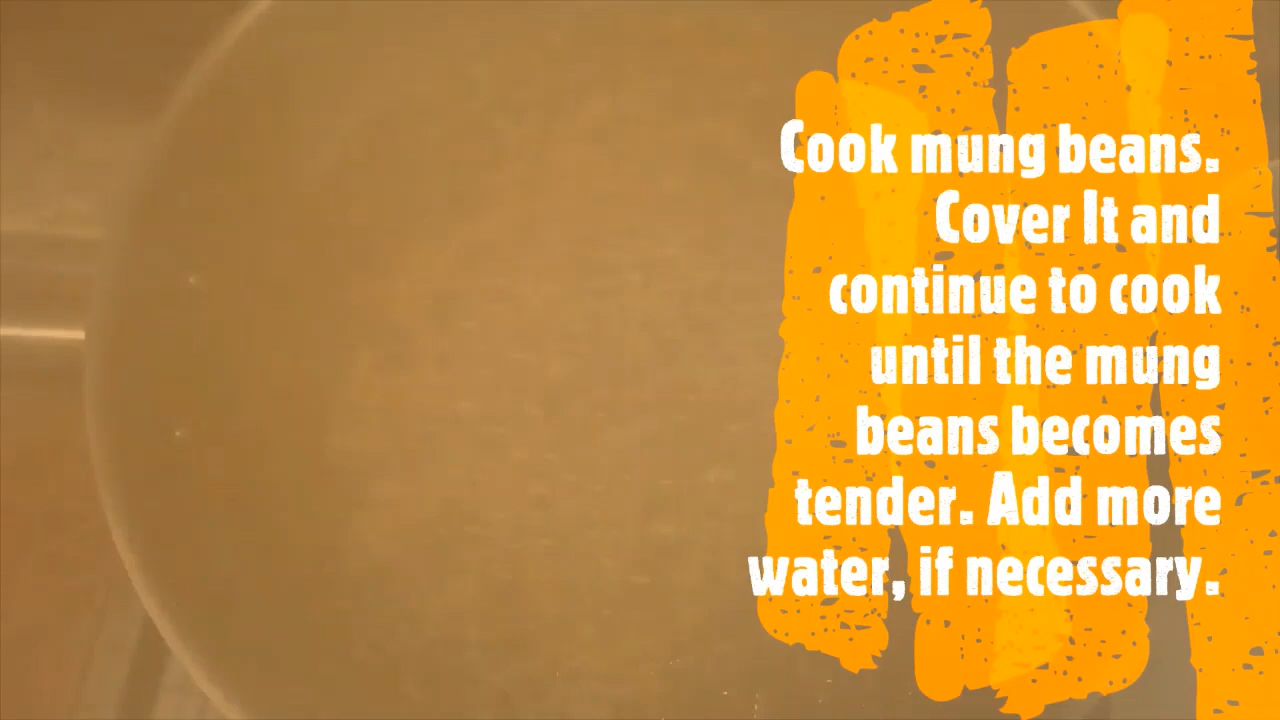 Cook mung beans.
Cover It and
continue to cook
until the mung
beans becomes
tender. Add more
water, if necessary.